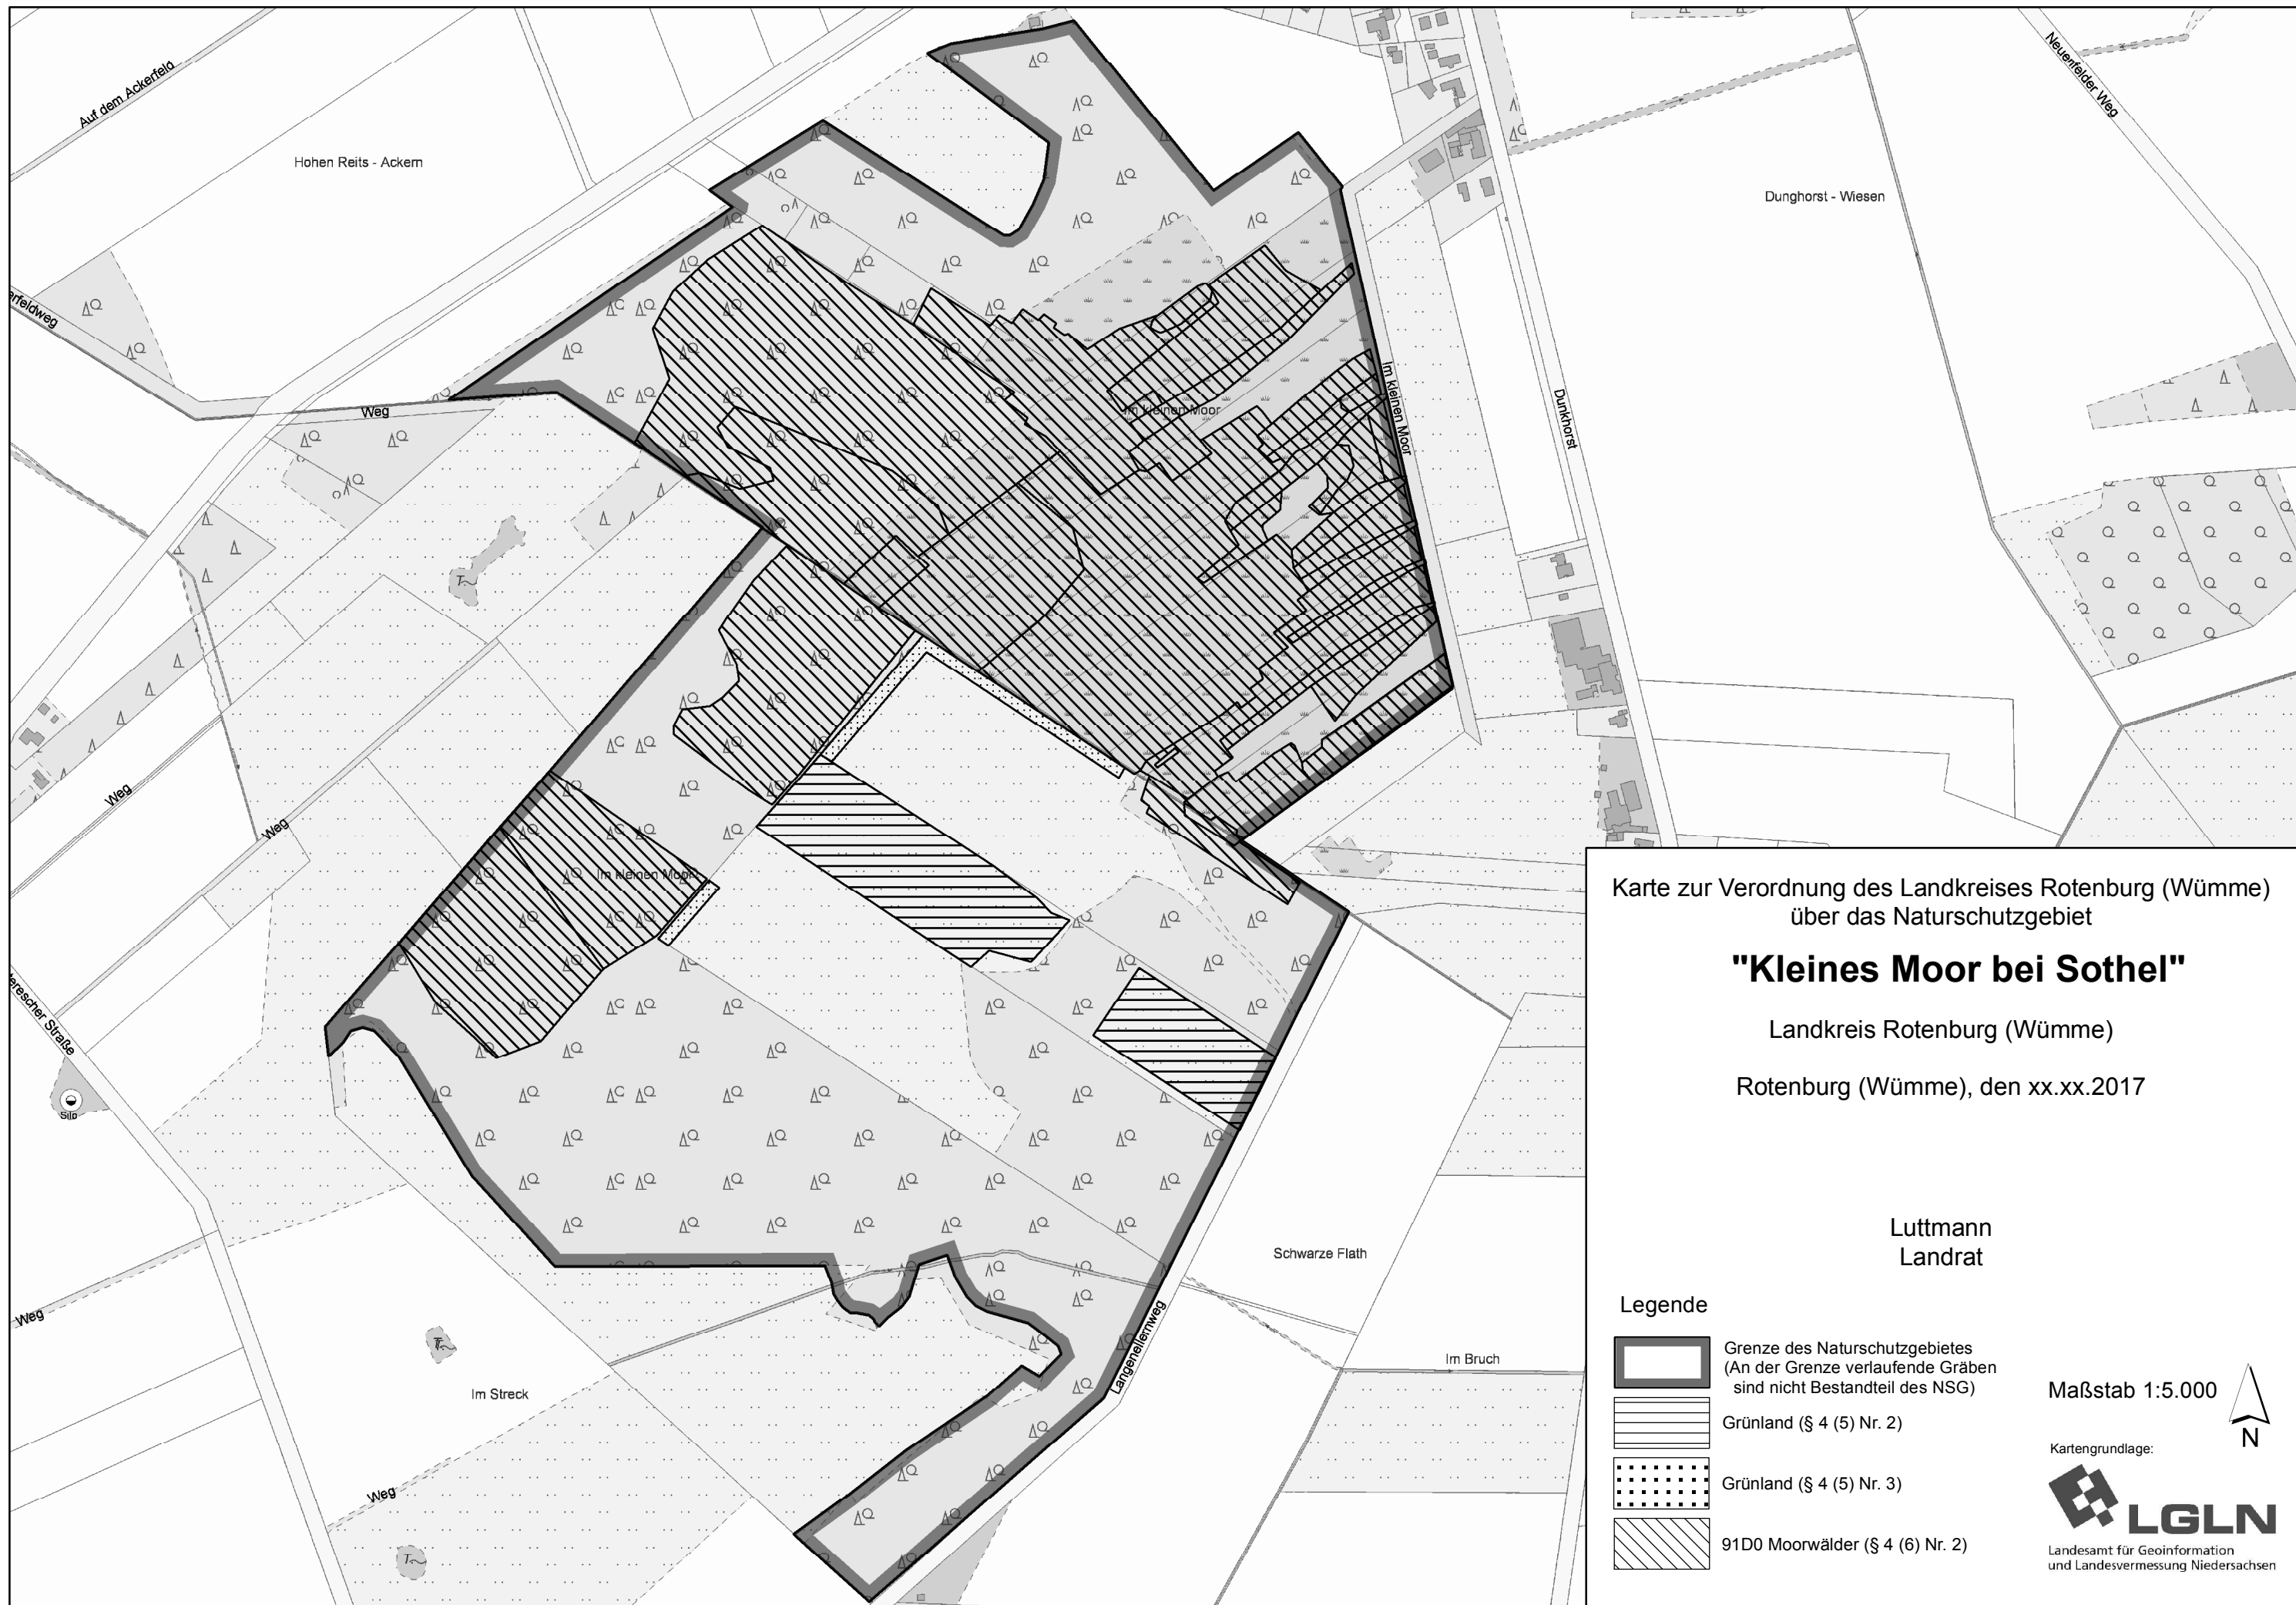 Auf dem Ackerfeld
Hohen Reits - Ackern
Neuenfelder Weg
Dunghorst - Wiesen
erfeldweg
Weg
Im kleinen Moor
Im kleinen Moor
Dunkhorst
Weg
Weg
Im kleinen Moor
erescher Straße
Silo
Schwarze Flath
Langenellernweg
Weg
Im Bruch
Im Streck
Weg
Karte zur Verordnung des Landkreises Rotenburg (Wümme)
über das Naturschutzgebiet
"Kleines Moor bei Sothel"
Landkreis Rotenburg (Wümme)
Rotenburg (Wümme), den xx.xx.2017
Luttmann
Landrat
Legende
Grenze des Naturschutzgebietes
(An der Grenze verlaufende Gräben
sind nicht Bestandteil des NSG)
Grünland (§ 4 (5) Nr. 2)
Grünland (§ 4 (5) Nr. 3)
91D0 Moorwälder (§ 4 (6) Nr. 2)
Maßstab 1:5.000
N
Kartengrundlage:
LGLN
Landesamt für Geoinformation
und Landesvermessung Niedersachsen